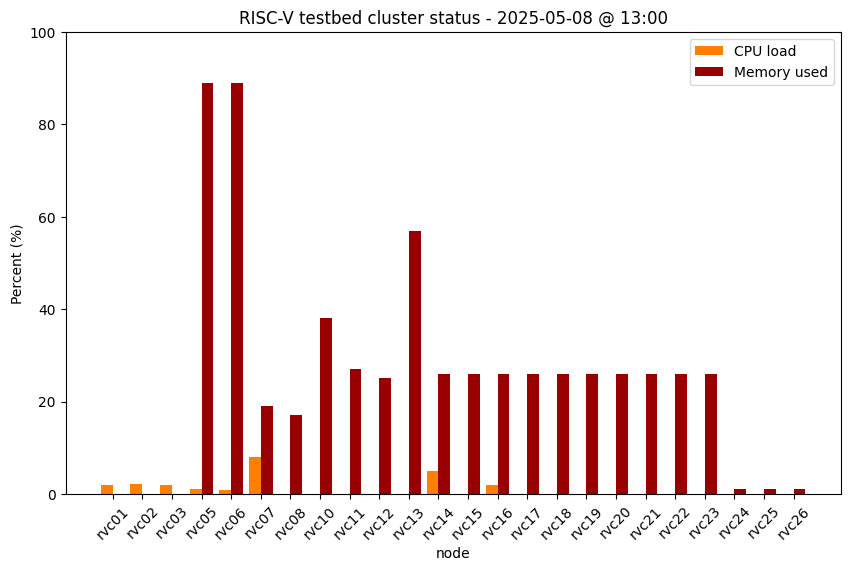 RISC-V testbed cluster status - 2025-05-08 @ 13:00
CPU load
Memory used
Percent (%)
100
80
60
40
20
0
rvc01 rvc02 rvc03 rvc05 rvc06 rvc07 rvc08 rvc10 rvc11 rvc12 rvc13 rvc14 rvc15 rvc16 rvc17 rvc18 rvc19 rvc20 rvc21 rvc22 rvc23 rvc24 rvc25 rvc26
node